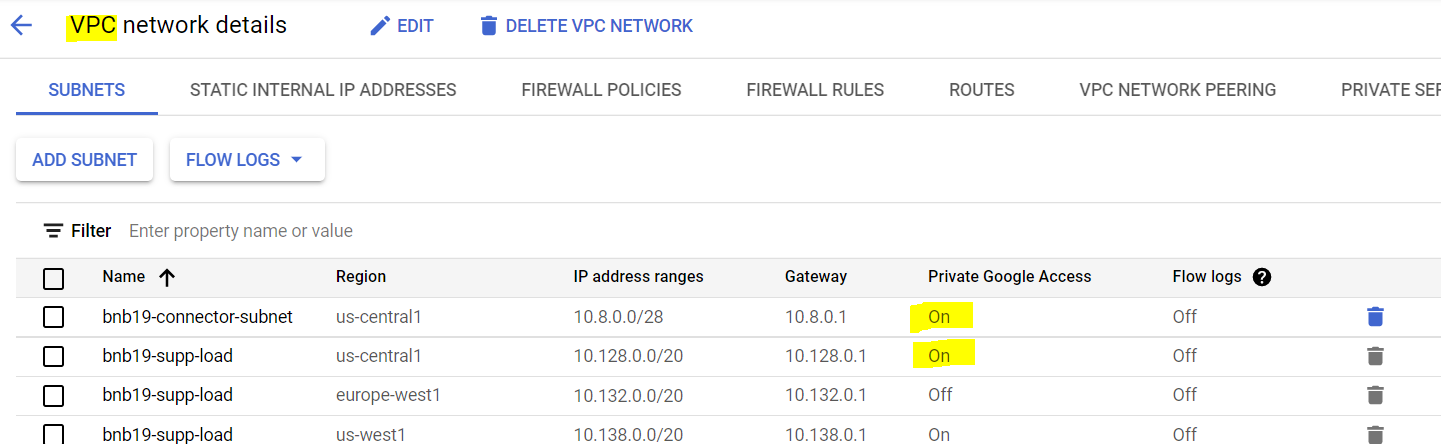 VPC network details EDIT DELETE VPC NETWORK
SUBNETS STATIC INTERNAL IP ADDRESSES FIREWALL POLICIES FIREWALL RULES ROUTES VPC NETWORK PEERING PRIVATE SER
ADD SUBNET FLOW LOGS
Filter Enter property name or value
Name Region IP address ranges Gateway Private Google Access Flow logs ?
bnb19-connector-subnet us-central1 10.8.0.0/28 10.8.0.1 On Off
bnb19-supp-load us-central1 10.128.0.0/20 10.128.0.1 On Off
bnb19-supp-load europe-west1 10.132.0.0/20 10.132.0.1 Off Off
bnb19-supp-load us-west1 10.138.0.0/20 10.138.0.1 On Off